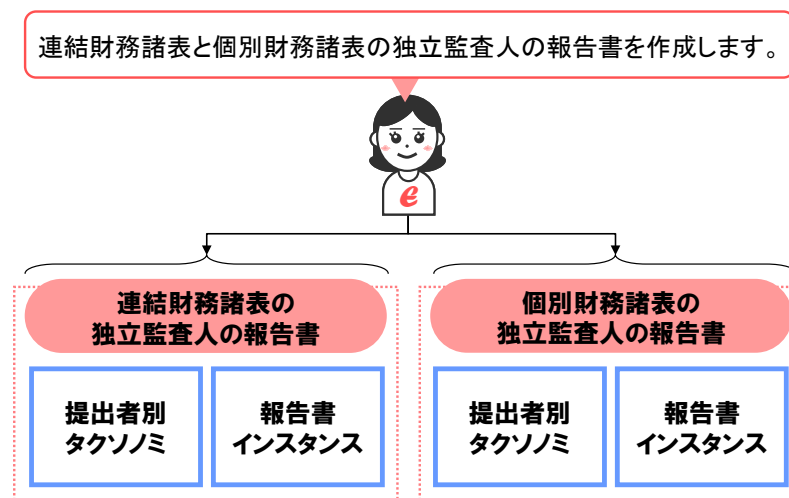 連結財務諸表と個別財務諸表の独立監査人の報告書を作成します。
e
連結財務諸表の
独立監査人の報告書
提出者別
タクソノミ
報告書
インスタンス
個別財務諸表の
独立監査人の報告書
提出者別
タクソノミ
報告書
インスタンス